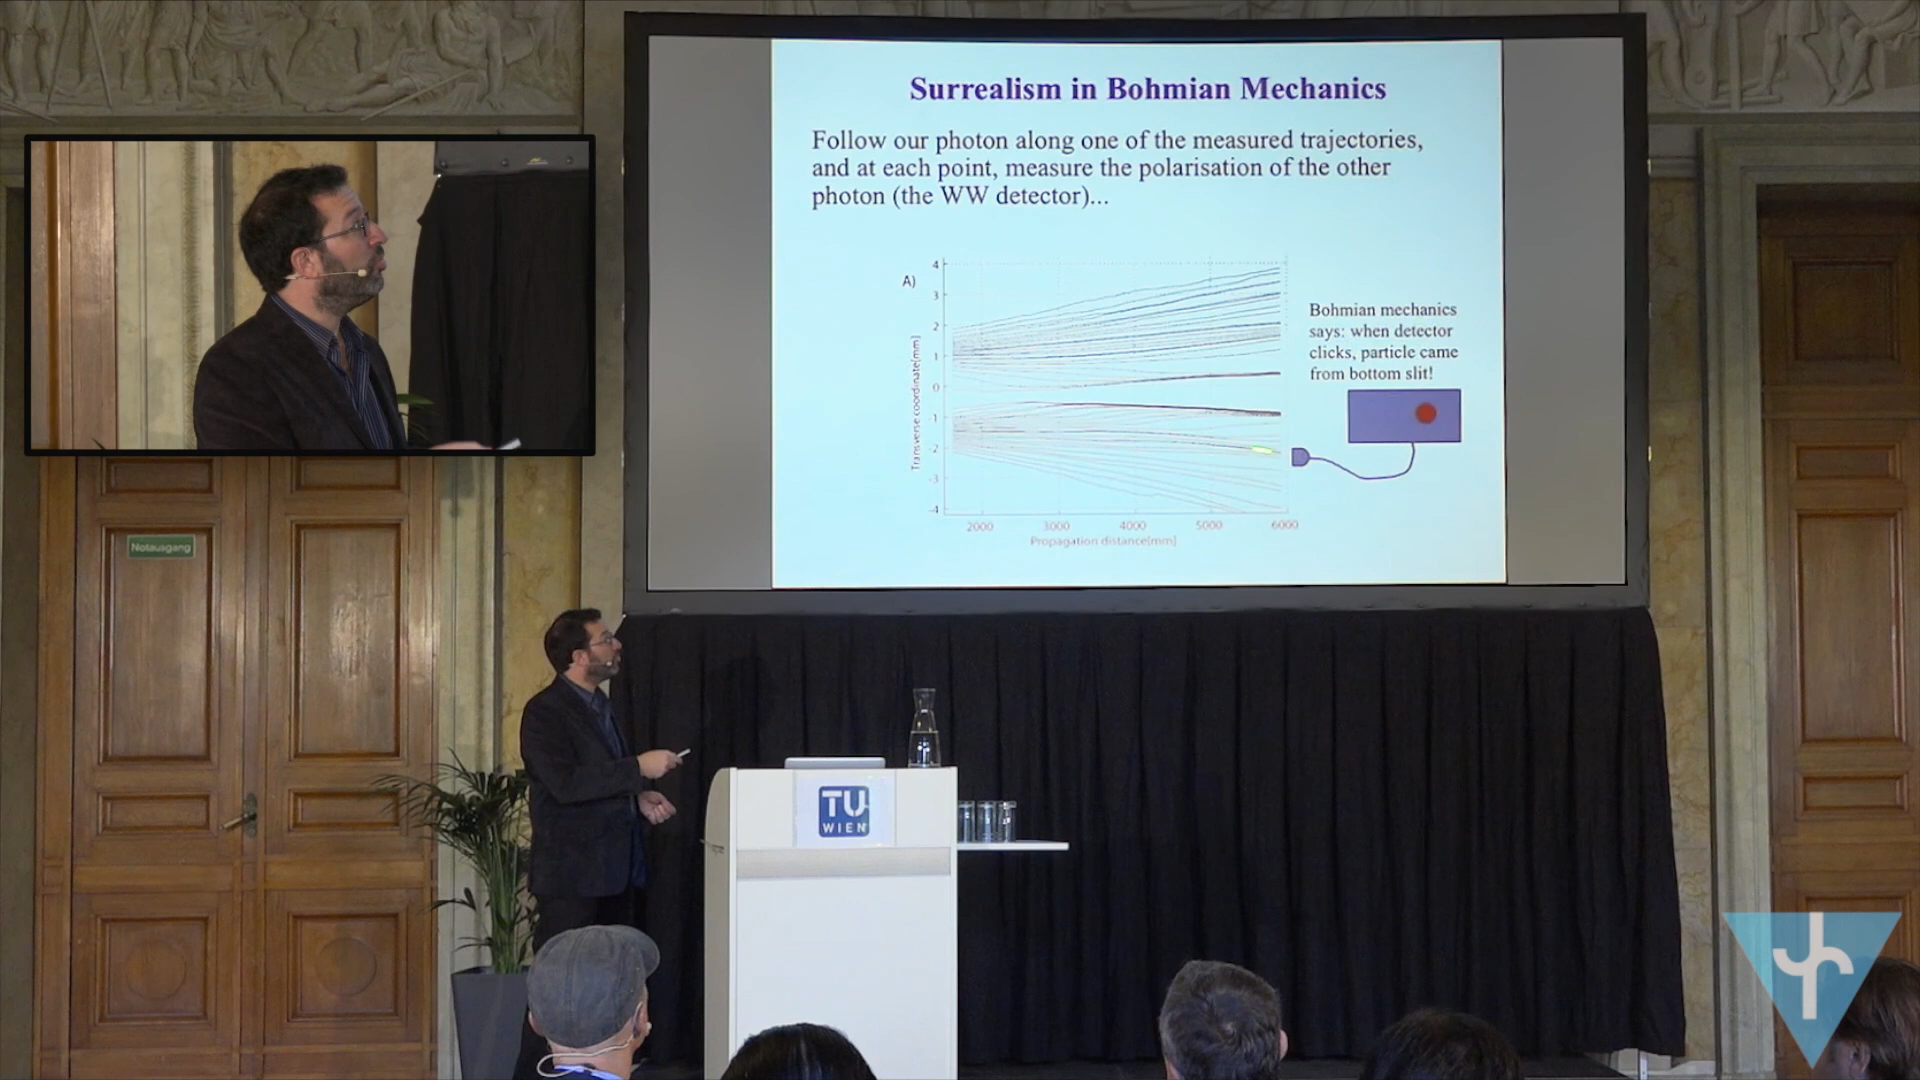 Surrealism in Bohmian Mechanics
Follow our photon along one of the measured trajectories,
and at each point, measure the polarisation of the other
photon (the WW detector)...
A)
4
3
2
1
0
-1
-2
-3
-4
Transverse coordinate[mm]
2000 3000 4000 5000 6000
Propagation distance[mm]
Bohmian mechanics
says: when detector
clicks, particle came
from bottom slit!
Notausgang
TU
WIEN